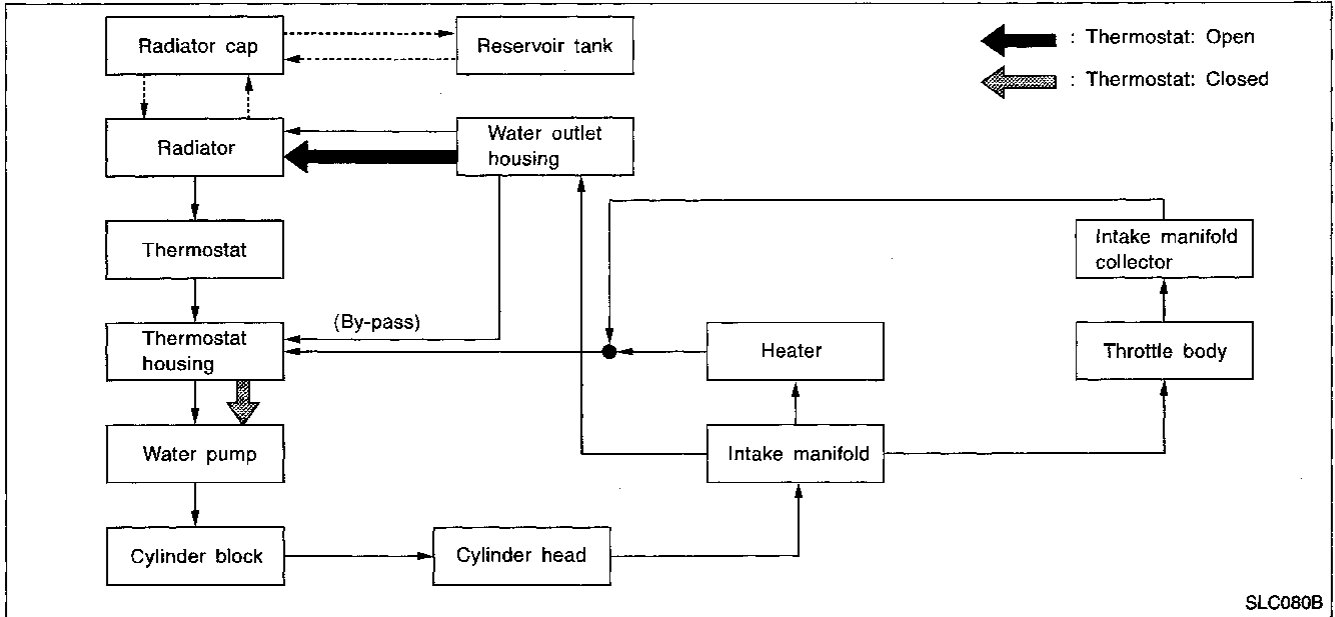 Radiator cap
Reservoir tank
: Thermostat: Open
: Thermostat: Closed
Radiator
Water outlet
housing
Thermostat
Intake manifold
collector
(By-pass)
Thermostat
housing
Heater
Throttle body
Water pump
Intake manifold
Cylinder block
Cylinder head
SLC080B